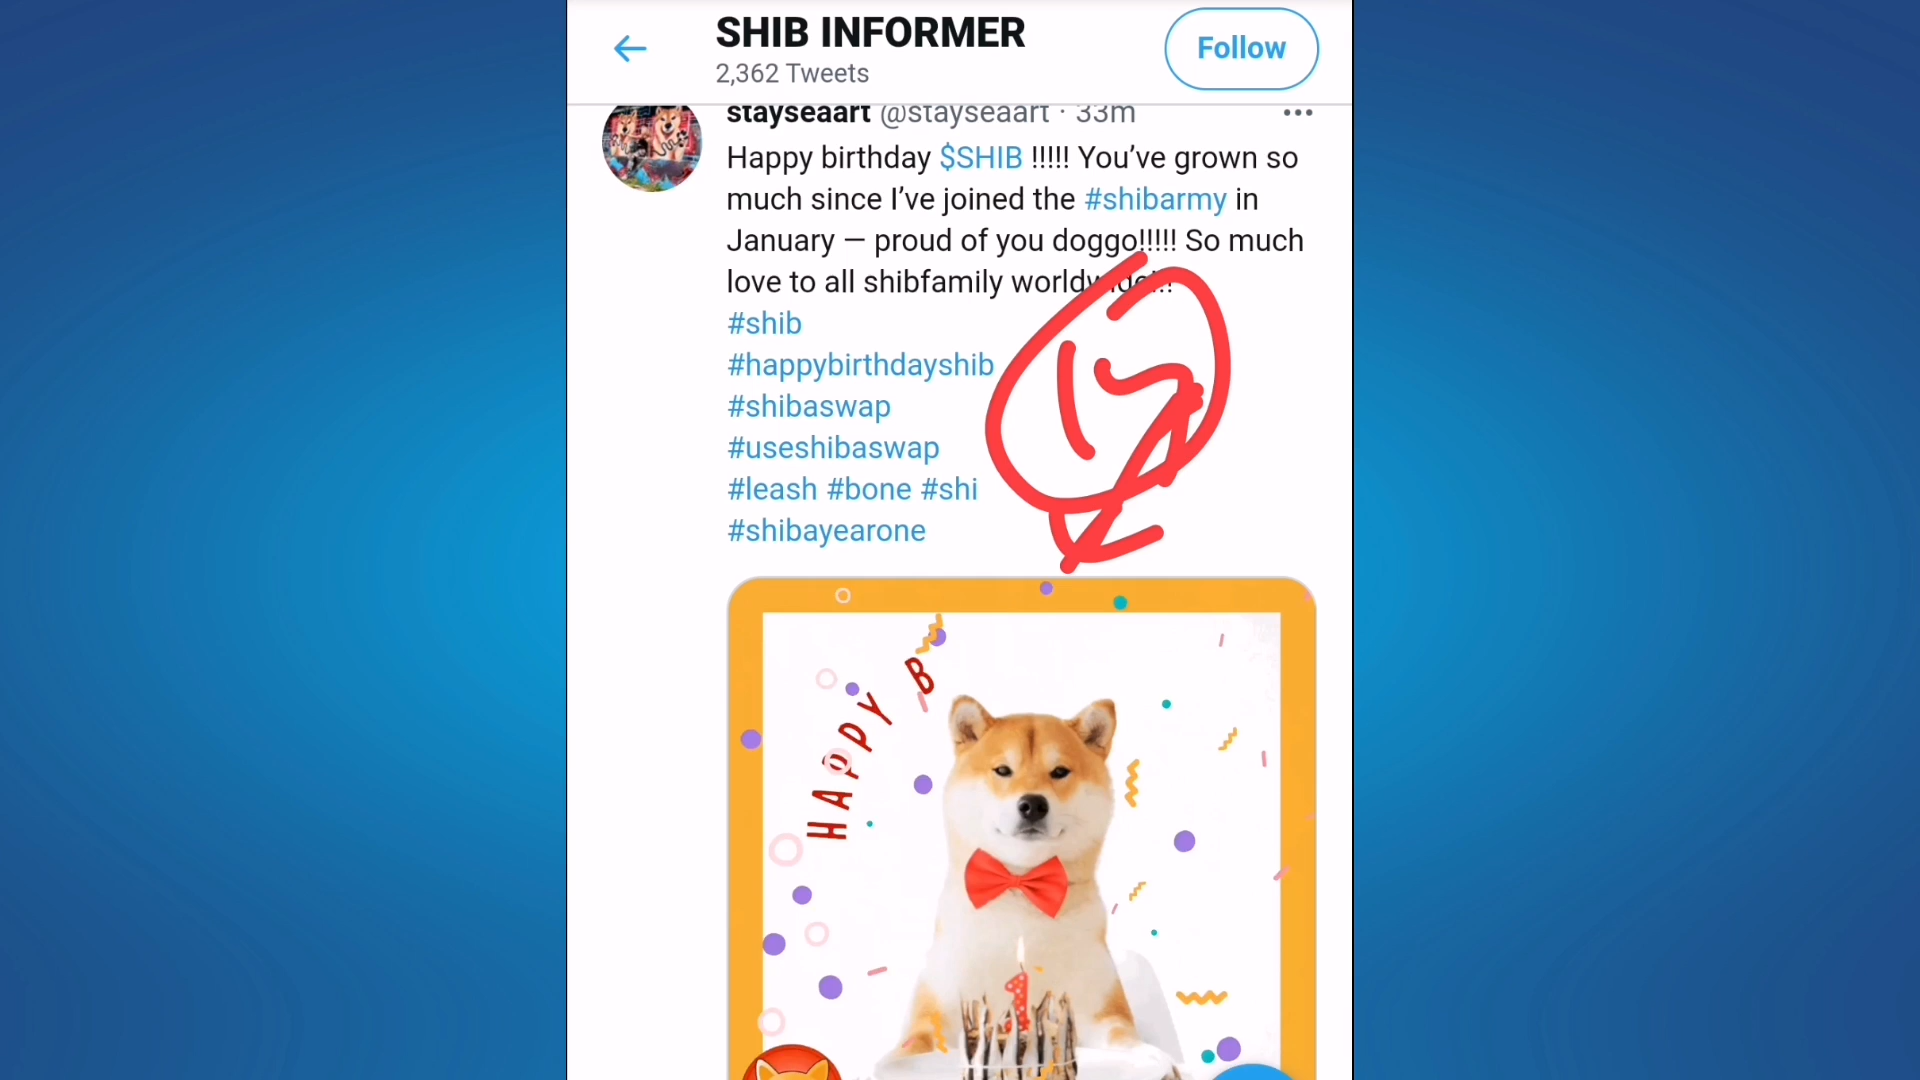 SHIB INFORMER
2,362 Tweets
Follow
stayseaart @stayseaart · 33m
Happy birthday $SHIB !!!!! You’ve grown so
much since I’ve joined the #shibarmy in
January — proud of you doggo!!!!! So much
love to all shibfamily worldwide!!!
#shib
#happybirthdayshib
#shibaswap
#useshibaswap
#leash #bone #shi
#shibayearone
HAPPY B
1